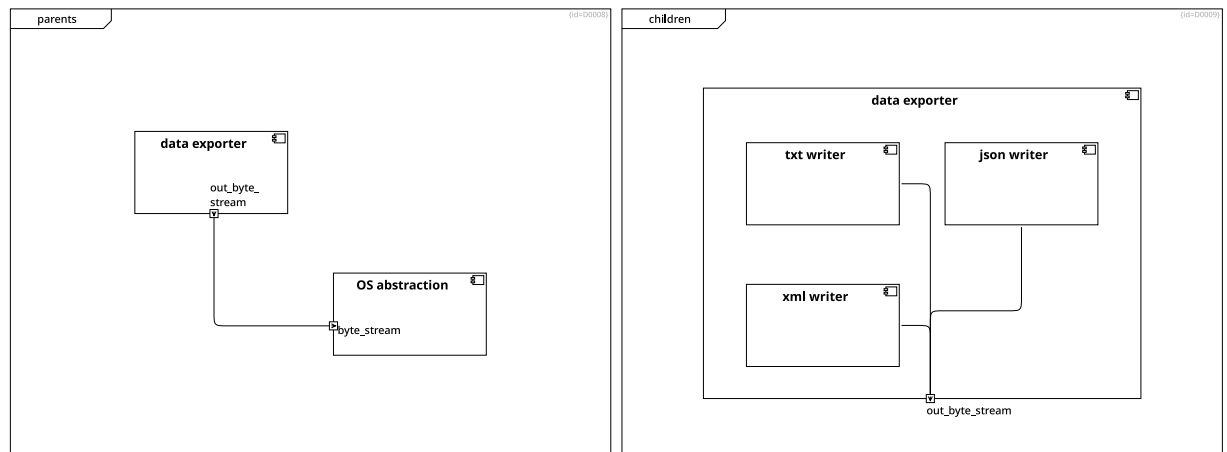 parents
{id=D0008}
data exporter
out_byte_
stream
OS abstraction
byte_stream
children
{id=D0009}
data exporter
txt writer
json writer
xml writer
out_byte_stream